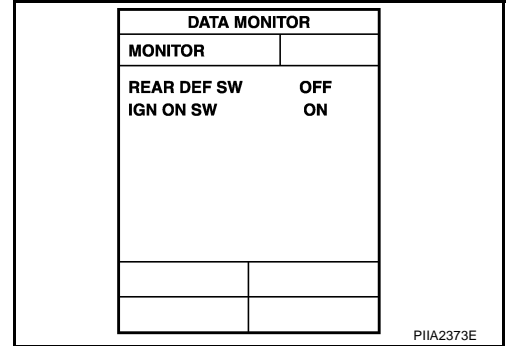 DATA MONITOR
MONITOR
REAR DEF SW OFF
IGN ON SW ON
PIIA2373E